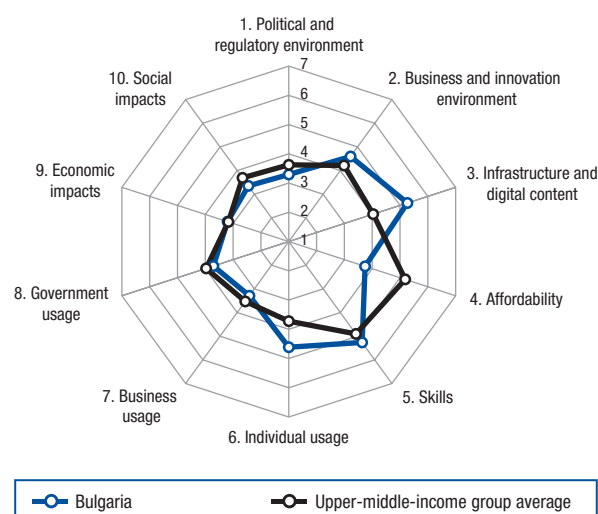 1. Political and
regulatory environment
2. Business and innovation
environment
3. Infrastructure and
digital content
4. Affordability
5. Skills
6. Individual usage
7. Business
usage
8. Government
usage
9. Economic
impacts
10. Social
impacts
7
6
5
4
3
2
1
Bulgaria
Upper-middle-income group average